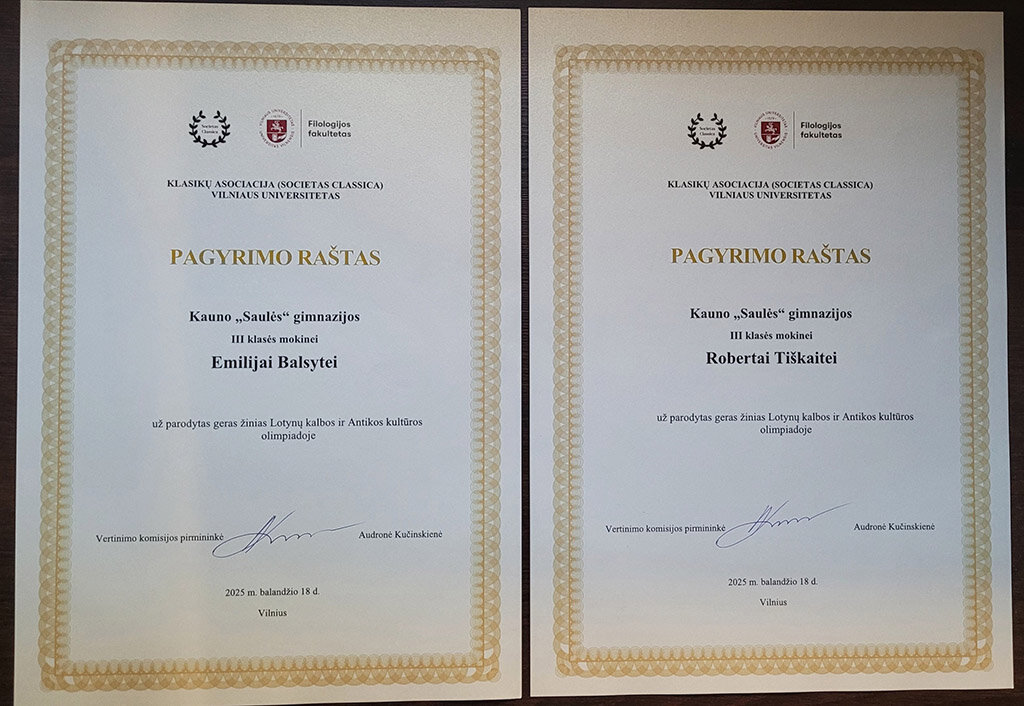 Societas
Classica
Filologijos
fakultetas
KLASIKŲ ASOCIACIJA (SOCIETAS CLASSICA)
VILNIAUS UNIVERSITETAS
PAGYRIMO RAŠTAS
Kauno „Saulės“ gimnazijos
III klasės mokinei
Emilijai Balsytei
už parodytas geras žinias Lotynų kalbos ir Antikos kultūros
olimpiadoje
Vertinimo komisijos pirmininkė Audronė Kučinskienė
2025 m. balandžio 18 d.
Vilnius
Societas
Classica
Filologijos
fakultetas
KLASIKŲ ASOCIACIJA (SOCIETAS CLASSICA)
VILNIAUS UNIVERSITETAS
PAGYRIMO RAŠTAS
Kauno „Saulės“ gimnazijos
III klasės mokinei
Robertai Tiškaitei
už parodytas geras žinias Lotynų kalbos ir Antikos kultūros
olimpiadoje
Vertinimo komisijos pirmininkė Audronė Kučinskienė
2025 m. balandžio 18 d.
Vilnius